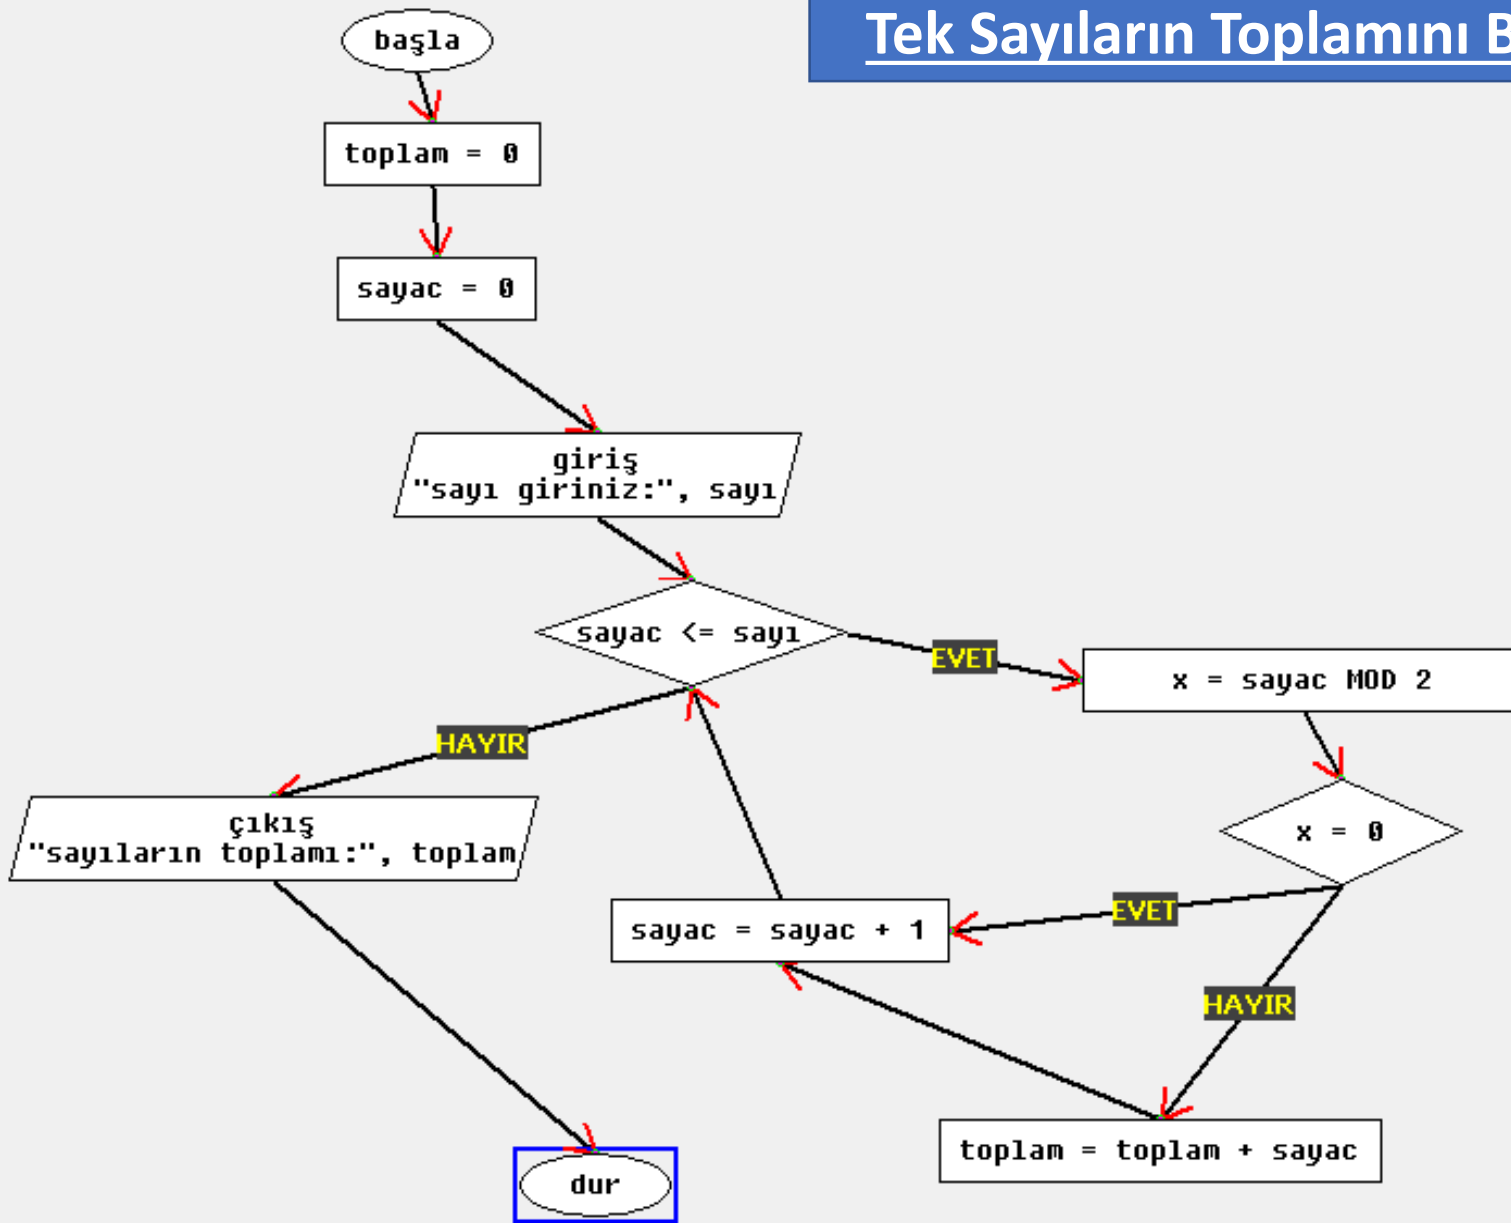 Tek Sayıların Toplamını
başla
toplam = 0
sayac = 0
giriş
"sayı giriniz:", sayı
sayac <= sayı
EVET
x = sayac MOD 2
HAYIR
x = 0
çıkış
"sayıların toplamı:", toplam
EVET
sayac = sayac + 1
HAYIR
toplam = toplam + sayac
dur